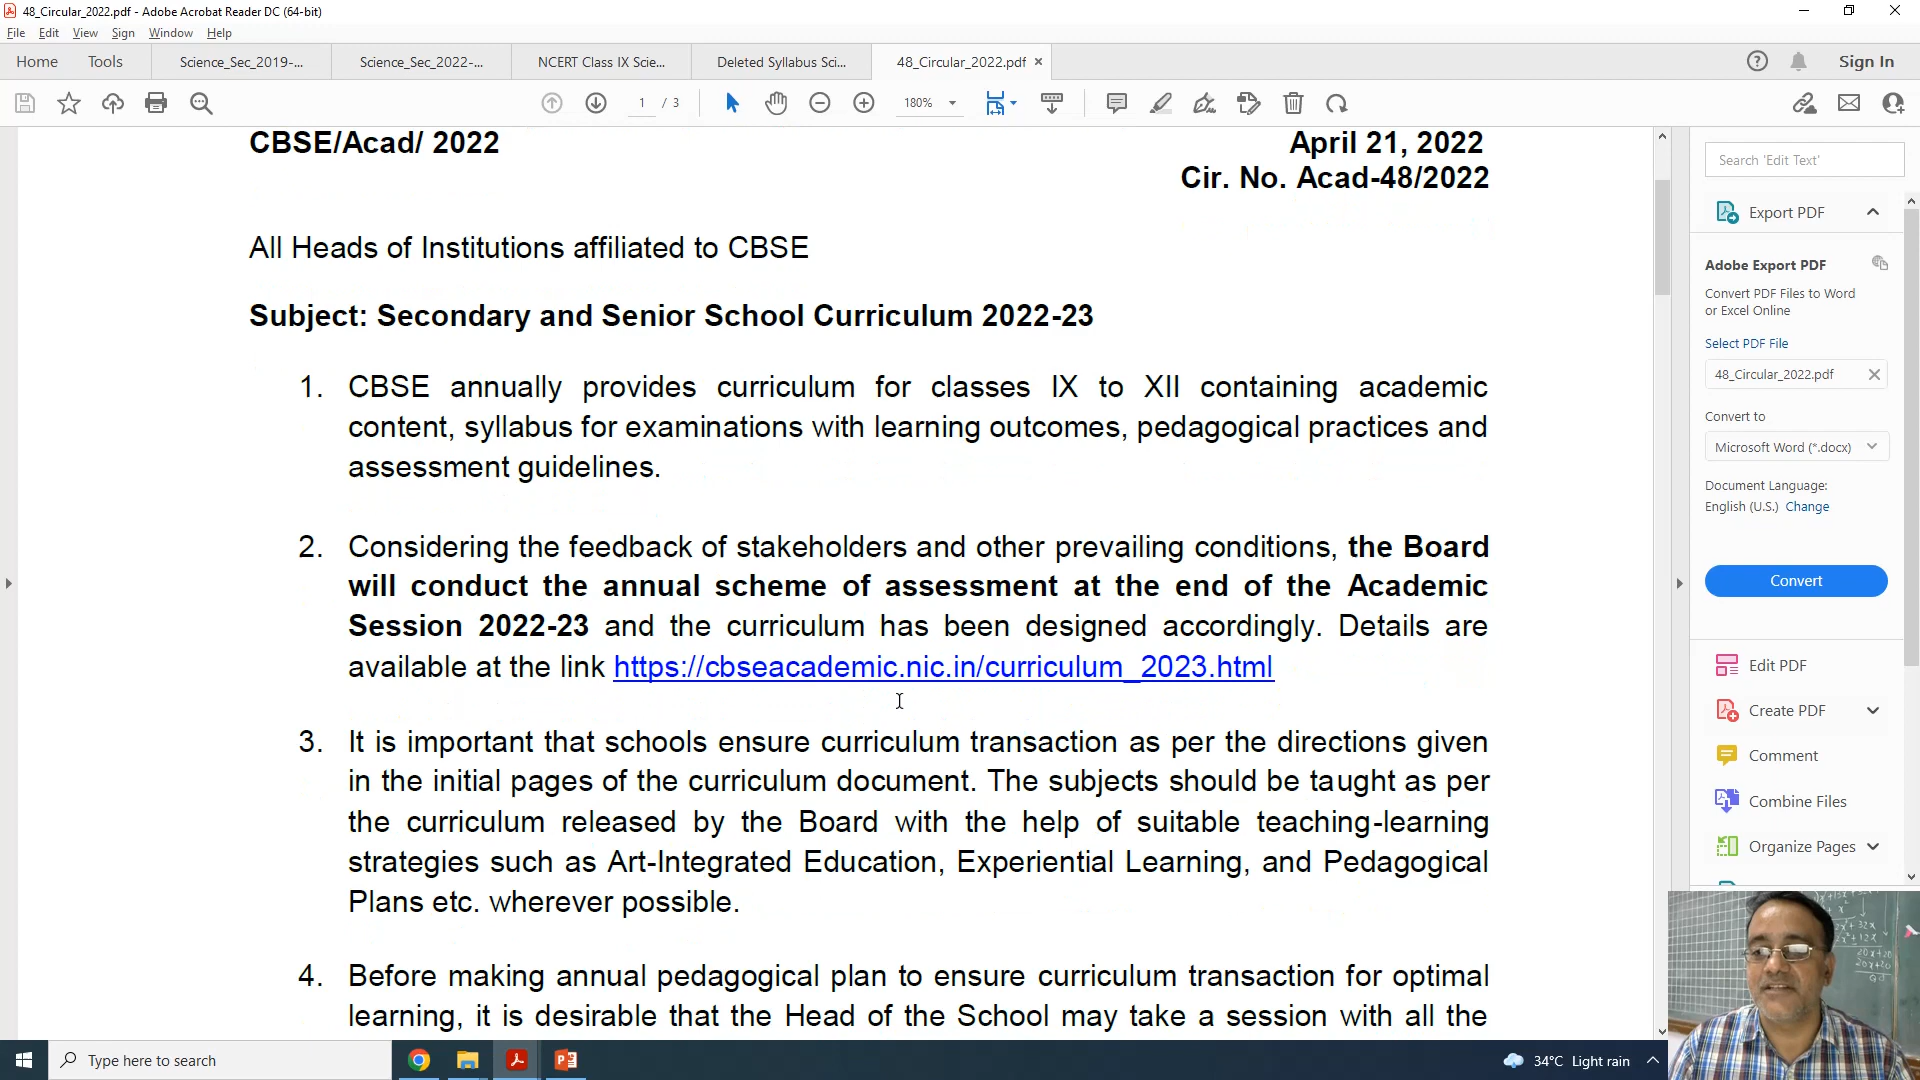 48_Circular_2022.pdf - Adobe Acrobat Reader DC (64-bit)
File Edit View Sign Window Help
Home Tools Science_Sec_2019-... Science_Sec_2022-... NCERT Class IX Scie... Deleted Syllabus Sci... 48_Circular_2022.pdf × Sign In
1 / 3 180%
CBSE/Acad/ 2022 April 21, 2022
Cir. No. Acad-48/2022
All Heads of Institutions affiliated to CBSE
Subject: Secondary and Senior School Curriculum 2022-23
1. CBSE annually provides curriculum for classes IX to XII containing academic
content, syllabus for examinations with learning outcomes, pedagogical practices and
assessment guidelines.
2. Considering the feedback of stakeholders and other prevailing conditions, the Board
will conduct the annual scheme of assessment at the end of the Academic
Session 2022-23 and the curriculum has been designed accordingly. Details are
available at the link https://cbseacademic.nic.in/curriculum_2023.html
3. It is important that schools ensure curriculum transaction as per the directions given
in the initial pages of the curriculum document. The subjects should be taught as per
the curriculum released by the Board with the help of suitable teaching-learning
strategies such as Art-Integrated Education, Experiential Learning, and Pedagogical
Plans etc. wherever possible.
4. Before making annual pedagogical plan to ensure curriculum transaction for optimal
learning, it is desirable that the Head of the School may take a session with all the
Search 'Edit Text'
Export PDF
Adobe Export PDF
Convert PDF Files to Word
or Excel Online
Select PDF File
48_Circular_2022.pdf
Convert to
Microsoft Word (*.docx)
Document Language:
English (U.S.) Change
Convert
Edit PDF
Create PDF
Comment
Combine Files
Organize Pages
Type here to search
34°C Light rain